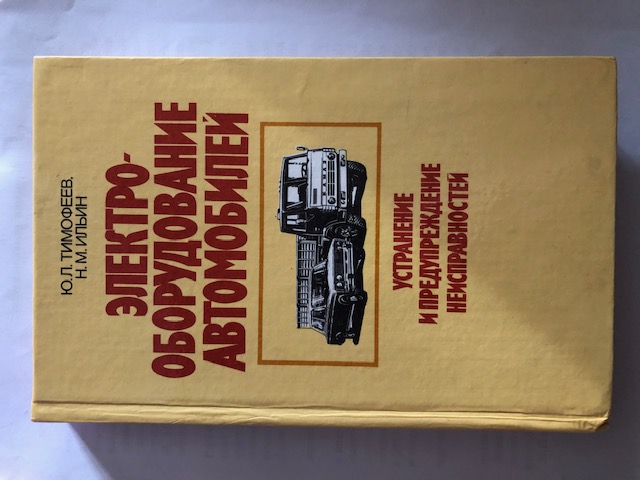 Ю.Л. ТИМОФЕЕВ,
Н.М. ИЛЬИН
ЭЛЕКТРО-
ОБОРУДОВАНИЕ
АВТОМОБИЛЕЙ
УСТРАНЕНИЕ
И ПРЕДУПРЕЖДЕНИЕ
НЕИСПРАВНОСТЕЙ